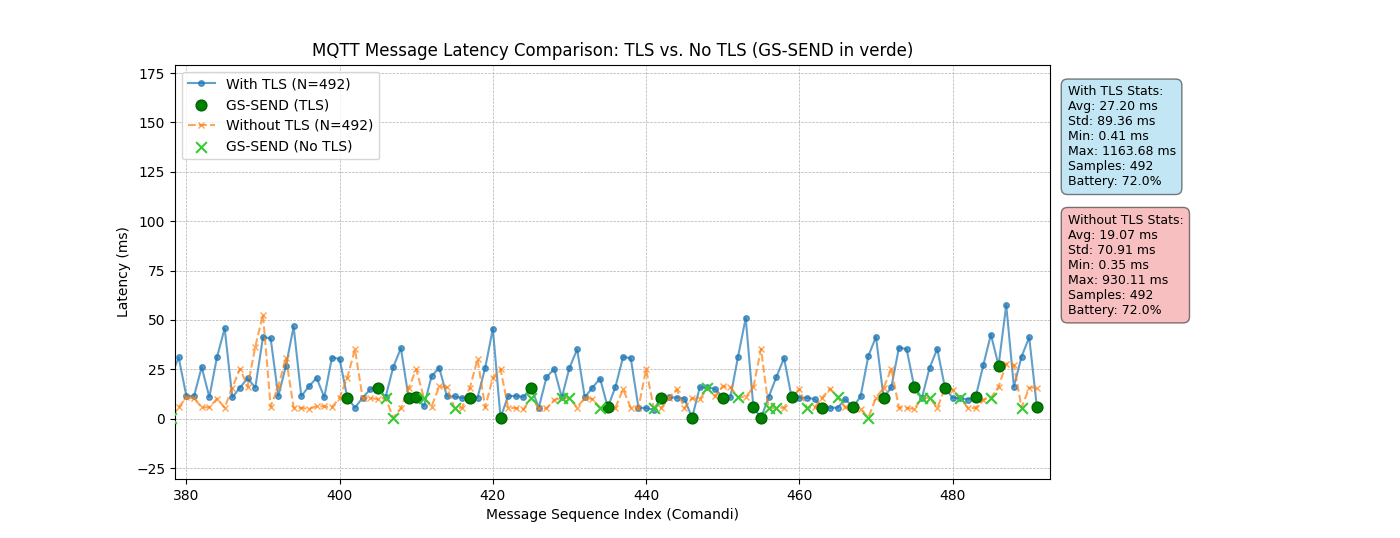 MQTT Message Latency Comparison: TLS vs. No TLS (GS-SEND in verde)
175
150
125
100
75
50
25
0
−25
Latency (ms)
With TLS (N=492)
GS-SEND (TLS)
Without TLS (N=492)
GS-SEND (No TLS)
380
400
420
440
460
480
Message Sequence Index (Comandi)
With TLS Stats:
Avg: 27.20 ms
Std: 89.36 ms
Min: 0.41 ms
Max: 1163.68 ms
Samples: 492
Battery: 72.0%
Without TLS Stats:
Avg: 19.07 ms
Std: 70.91 ms
Min: 0.35 ms
Max: 930.11 ms
Samples: 492
Battery: 72.0%